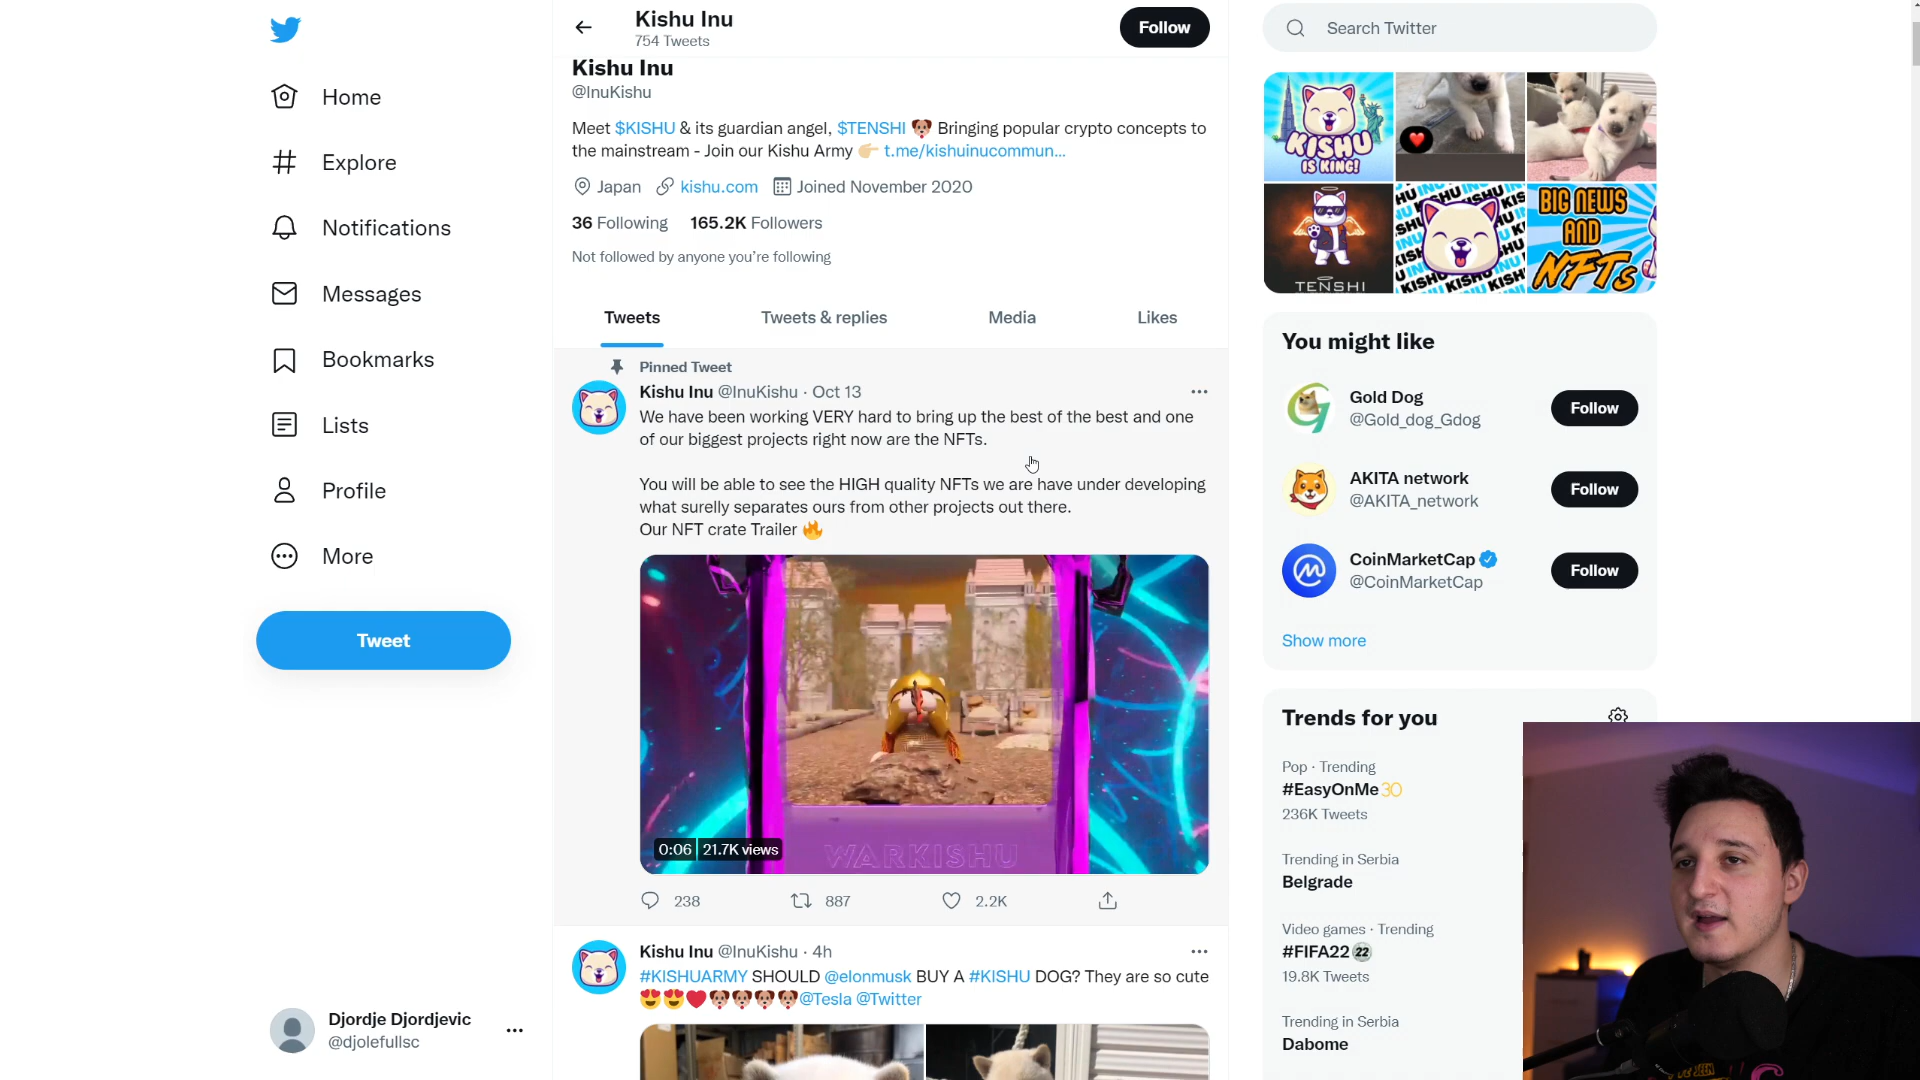 Home
Explore
Notifications
Messages
Bookmarks
Lists
Profile
More
Tweet
Djordje Djordjevic
@djolefullsc
Kishu Inu
754 Tweets
Follow
Kishu Inu
@InuKishu
Meet $KISHU & its guardian angel, $TENSHI 🐶 Bringing popular crypto concepts to
the mainstream - Join our Kishu Army 👉🏼 t.me/kishuinucommun...
Japan kishu.com Joined November 2020
36 Following 165.2K Followers
Not followed by anyone you're following
Tweets Tweets & replies Media Likes
Pinned Tweet
Kishu Inu @InuKishu · Oct 13
We have been working VERY hard to bring up the best of the best and one
of our biggest projects right now are the NFTs.
You will be able to see the HIGH quality NFTs we are have under developing
what surelly separates ours from other projects out there.
Our NFT crate Trailer 🔥
WARKISHU
0:06 21.7K views
238 887 2.2K
Kishu Inu @InuKishu · 4h
#KISHUARMY SHOULD @elonmusk BUY A #KISHU DOG? They are so cute
😍😍❤️🐶🐶🐶🐶@Tesla @Twitter
Search Twitter
KISHU
IS KING!
TENSHI
KISHU INU
BIG NEWS
AND
NFTs
You might like
Gold Dog
@Gold_dog_Gdog
Follow
AKITA network
@AKITA_network
Follow
CoinMarketCap
@CoinMarketCap
Follow
Show more
Trends for you
Pop · Trending
#EasyOnMe
236K Tweets
Trending in Serbia
Belgrade
Video games · Trending
#FIFA22
19.8K Tweets
Trending in Serbia
Dabome